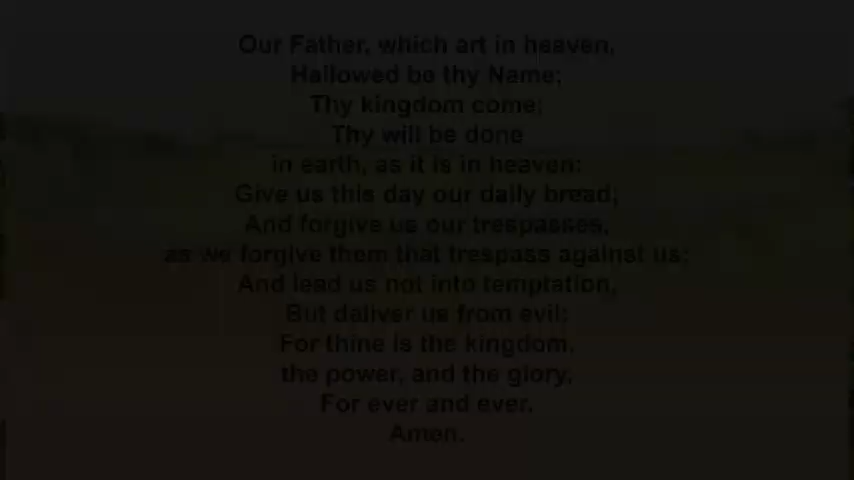 Our Father, which art in heaven,
Hallowed be thy Name;
Thy kingdom come;
Thy will be done
in earth, as it is in heaven:
Give us this day our daily bread;
And forgive us our trespasses,
as we forgive them that trespass against us;
And lead us not into temptation,
But deliver us from evil:
For thine is the kingdom,
the power, and the glory,
For ever and ever.
Amen.